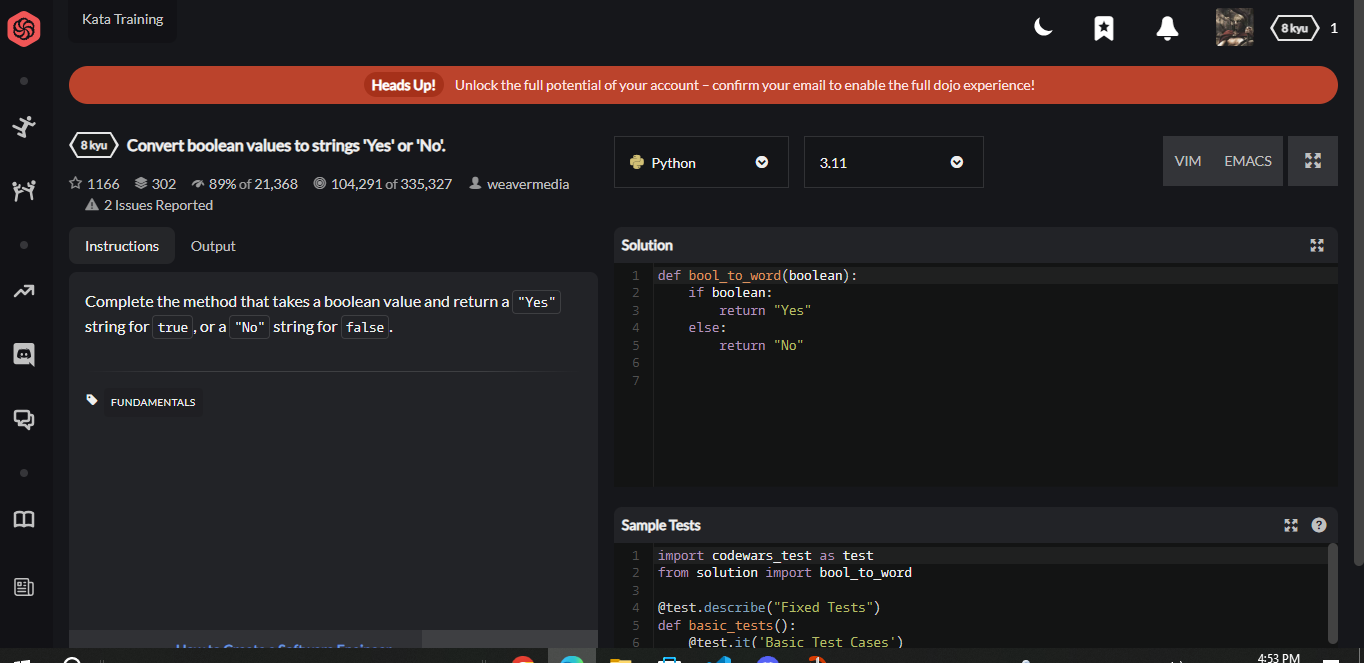 Kata Training
8 kyu 1
Heads Up! Unlock the full potential of your account – confirm your email to enable the full dojo experience!
8 kyu Convert boolean values to strings 'Yes' or 'No'.
1166 302 89% of 21,368 104,291 of 335,327 weavermedia
2 Issues Reported
Python 3.11 VIM EMACS
Instructions Output
Complete the method that takes a boolean value and return a "Yes"
string for true, or a "No" string for false.
FUNDAMENTALS
Solution
1 def bool_to_word(boolean):
2 if boolean:
3 return "Yes"
4 else:
5 return "No"
6
7
Sample Tests
1 import codewars_test as test
2 from solution import bool_to_word
3
4 @test.describe("Fixed Tests")
5 def basic_tests():
6 @test.it('Basic Test Cases')
4:53 PM